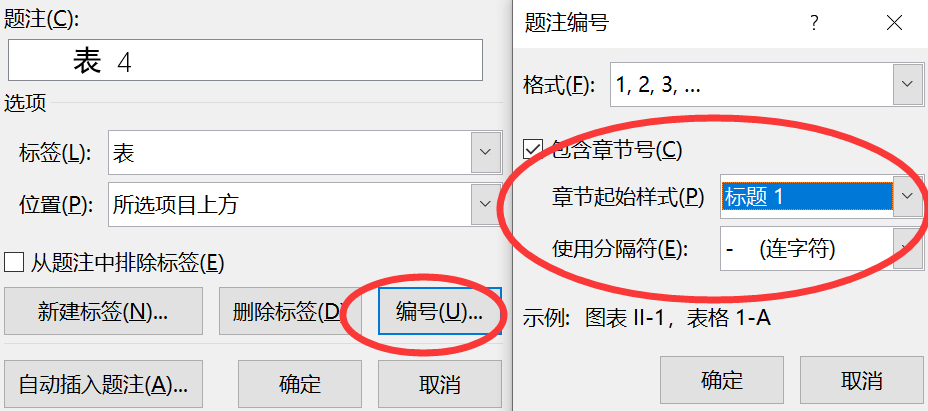 题注(C):
表 4
选项
标签(L): 表
位置(P): 所选项目上方
从题注中排除标签(E)
新建标签(N)... 删除标签(D) 编号(U)...
自动插入题注(A)... 确定 取消
题注编号 ? ×
格式(F): 1, 2, 3, ...
包含章节号(C)
章节起始样式(P) 标题 1
使用分隔符(E): - (连字符)
示例: 图表 II-1，表格 1-A
确定 取消